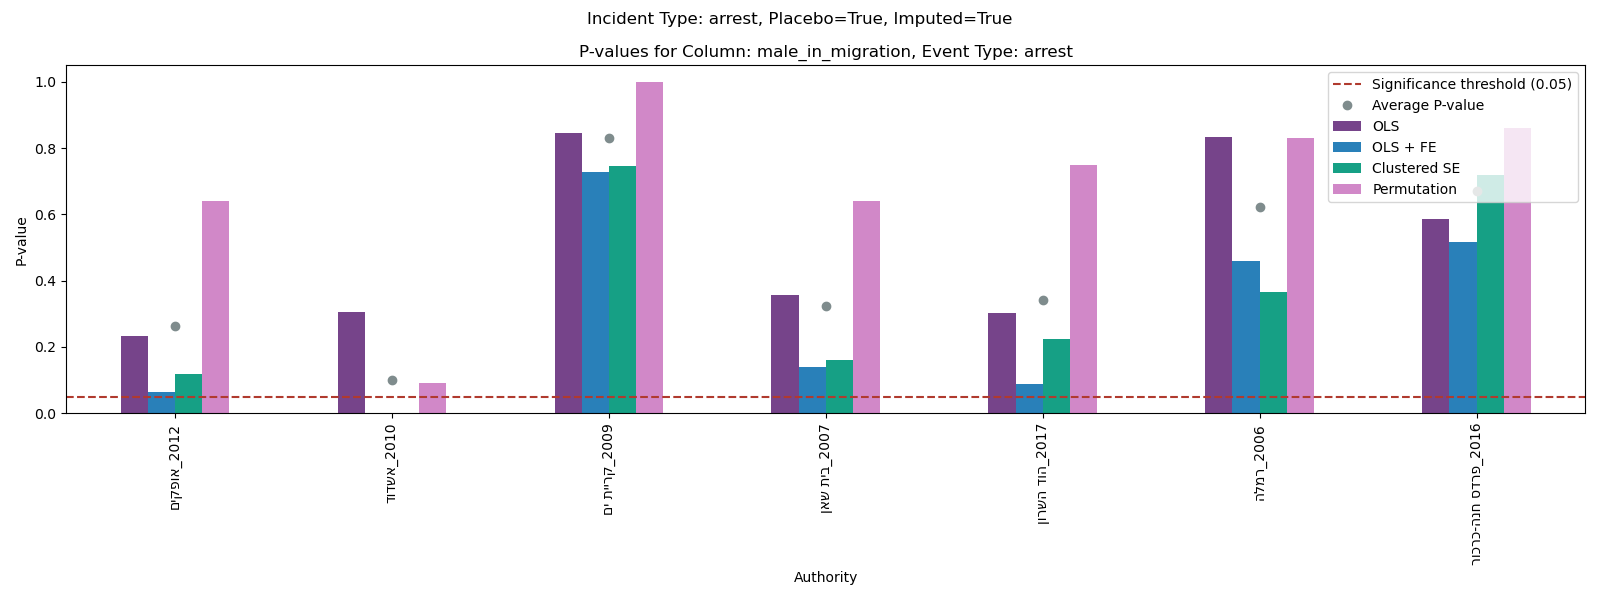 Incident Type: arrest, Placebo=True, Imputed=True
P-values for Column: male_in_migration, Event Type: arrest
Significance threshold (0.05)
Average P-value
OLS
OLS + FE
Clustered SE
Permutation
P-value
1.0
0.8
0.6
0.4
0.2
0.0
אופקים_2012
אשדוד_2010
קריית ים_2009
בית שאן_2007
הוד השרון_2017
רמלה_2006
פרדס חנה-כרכור_2016
Authority